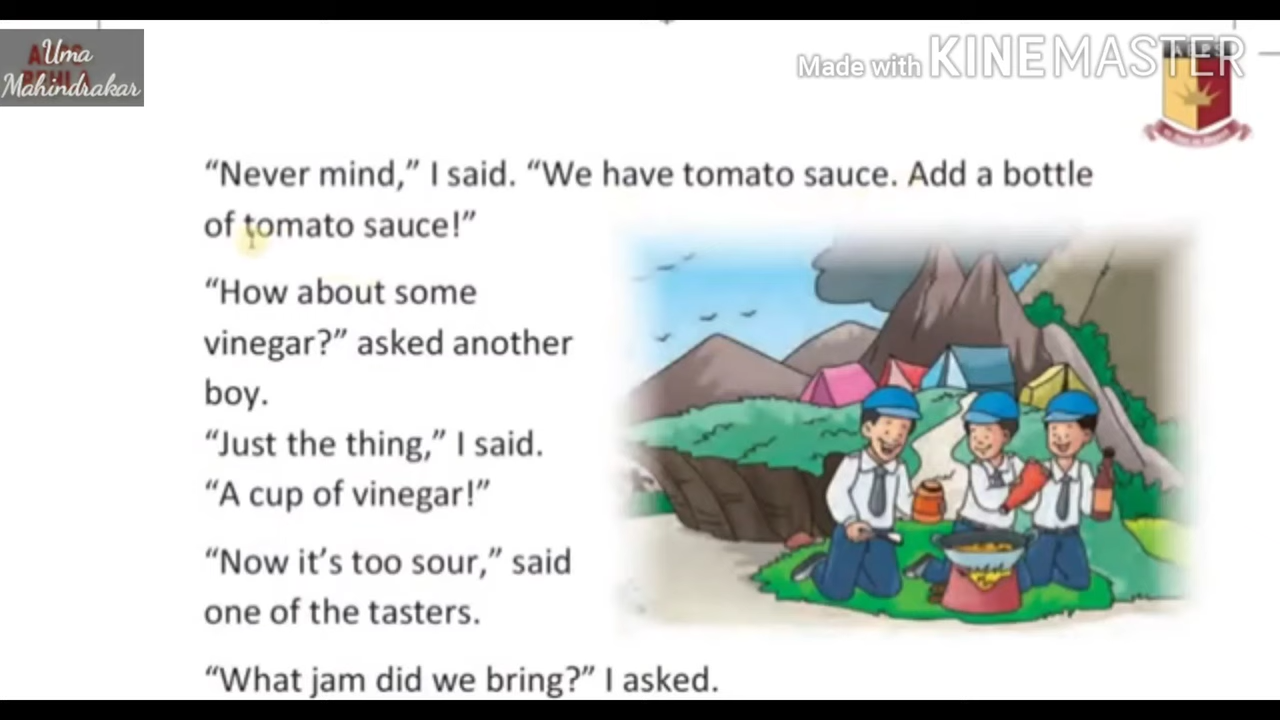 Uma
Mahindrakar
Made with KINEMASTER
“Never mind,” I said. “We have tomato sauce. Add a bottle
of tomato sauce!”
“How about some
vinegar?” asked another
boy.
“Just the thing,” I said.
“A cup of vinegar!”
“Now it’s too sour,” said
one of the tasters.
“What jam did we bring?” I asked.